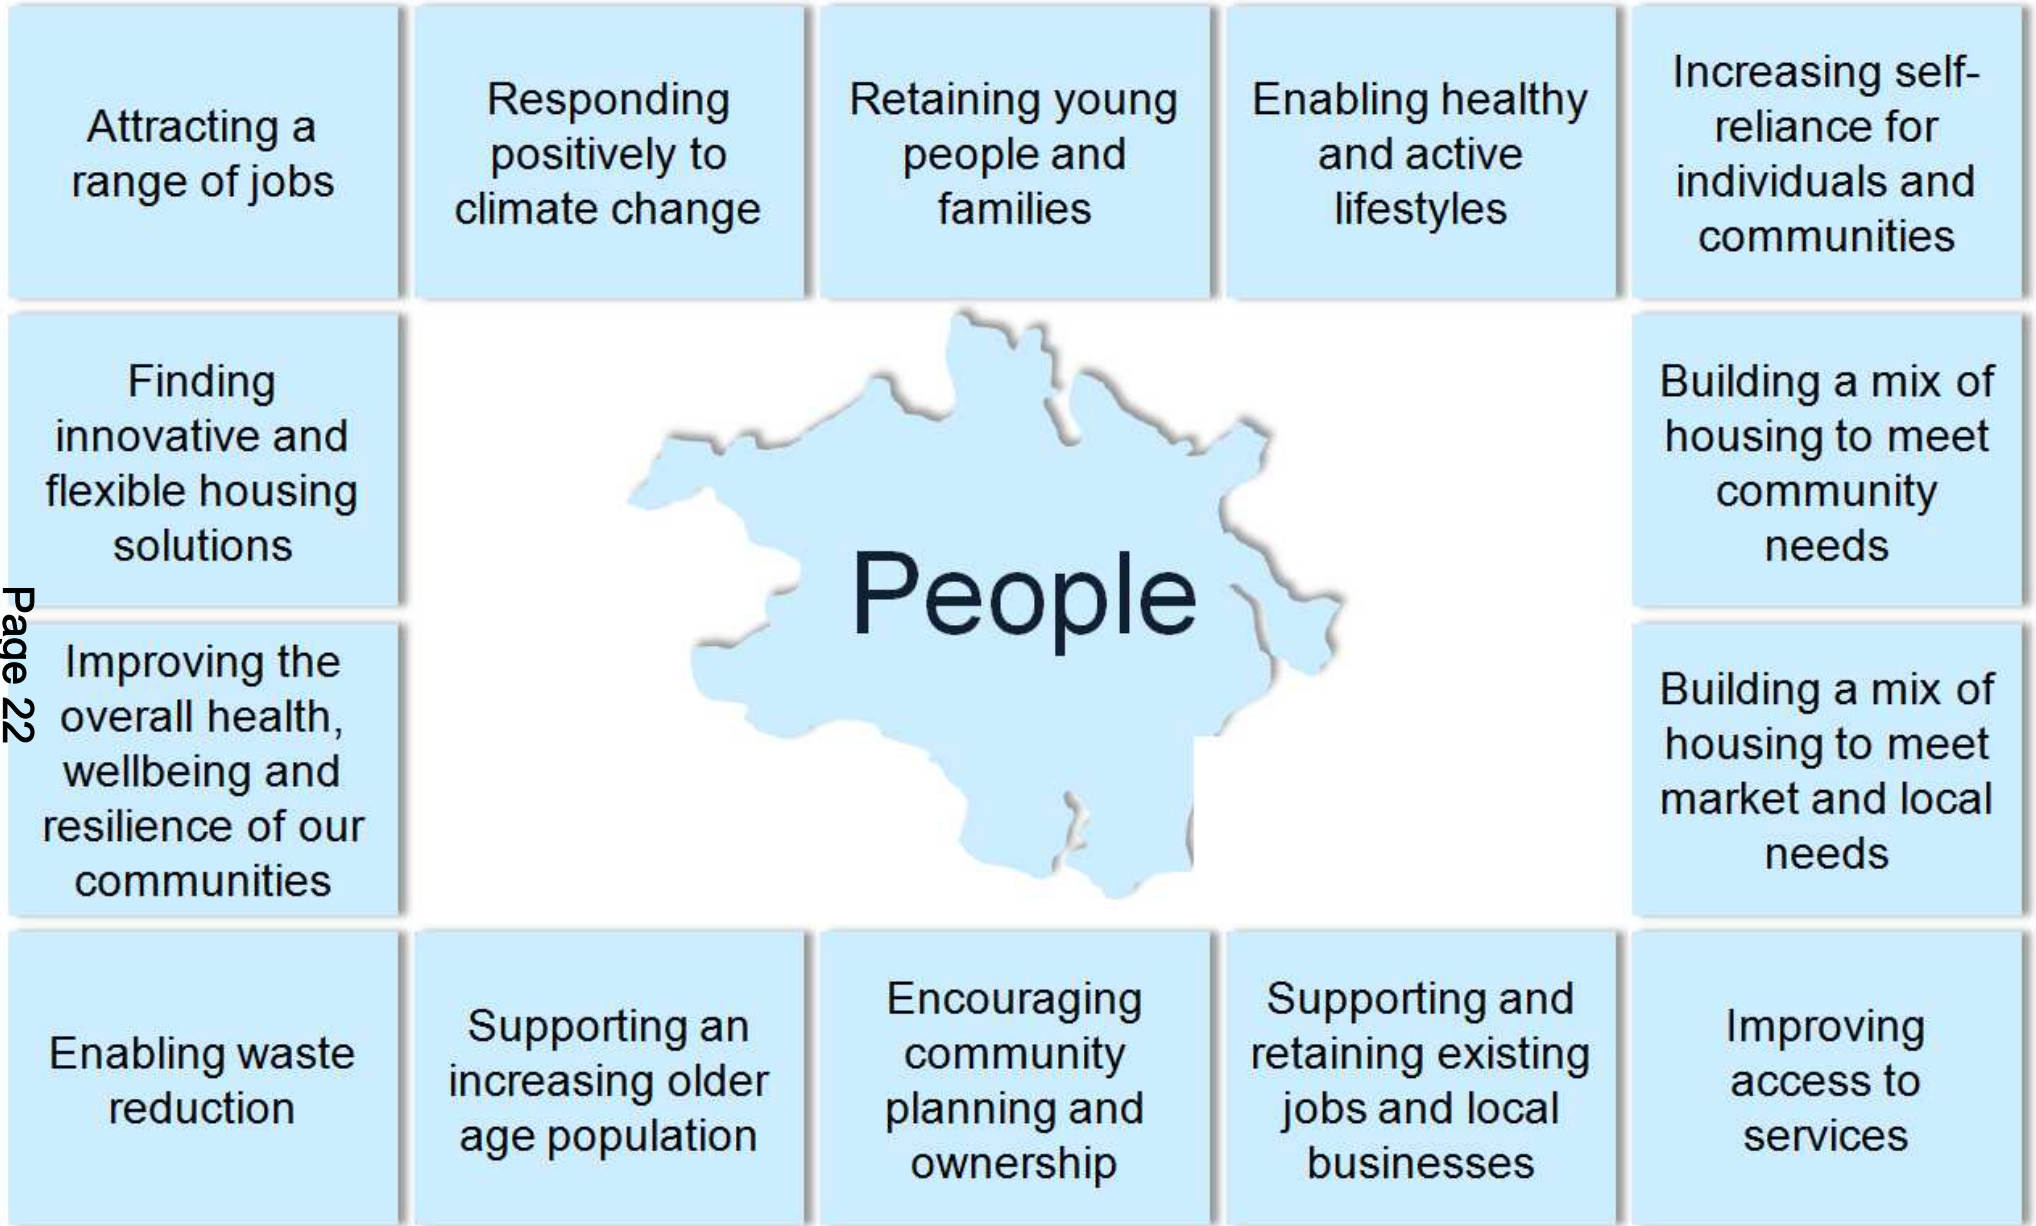 Attracting a
range of jobs
Responding
positively to
climate change
Retaining young
people and
families
Enabling healthy
and active
lifestyles
Increasing self-
reliance for
individuals and
communities
Finding
innovative and
flexible housing
solutions
People
Building a mix of
housing to meet
community
needs
Page 22
Improving the
overall health,
wellbeing and
resilience of our
communities
Building a mix of
housing to meet
market and local
needs
Enabling waste
reduction
Supporting an
increasing older
age population
Encouraging
community
planning and
ownership
Supporting and
retaining existing
jobs and local
businesses
Improving
access to
services